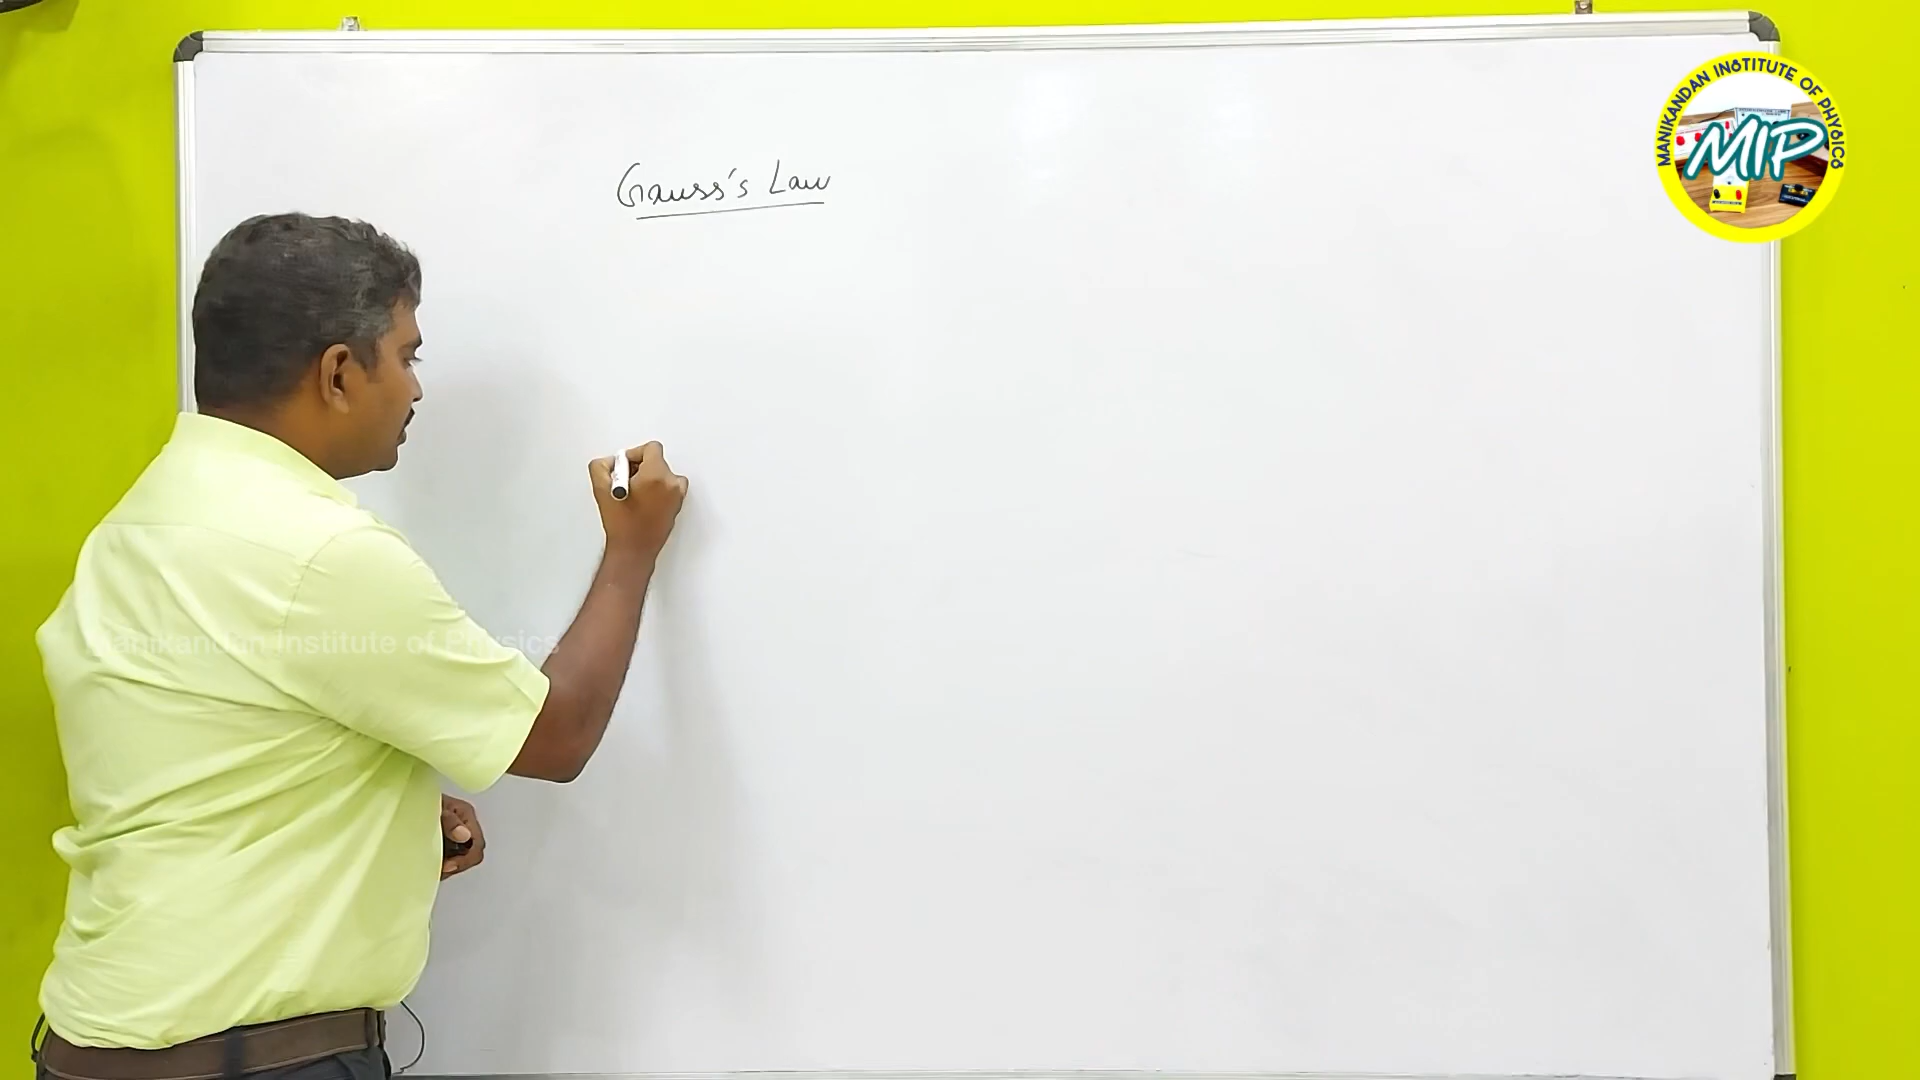 Gauss's Law
MANIKANDAN INSTITUTE OF PHYSICS
MIP
Manikandan Institute of Physics